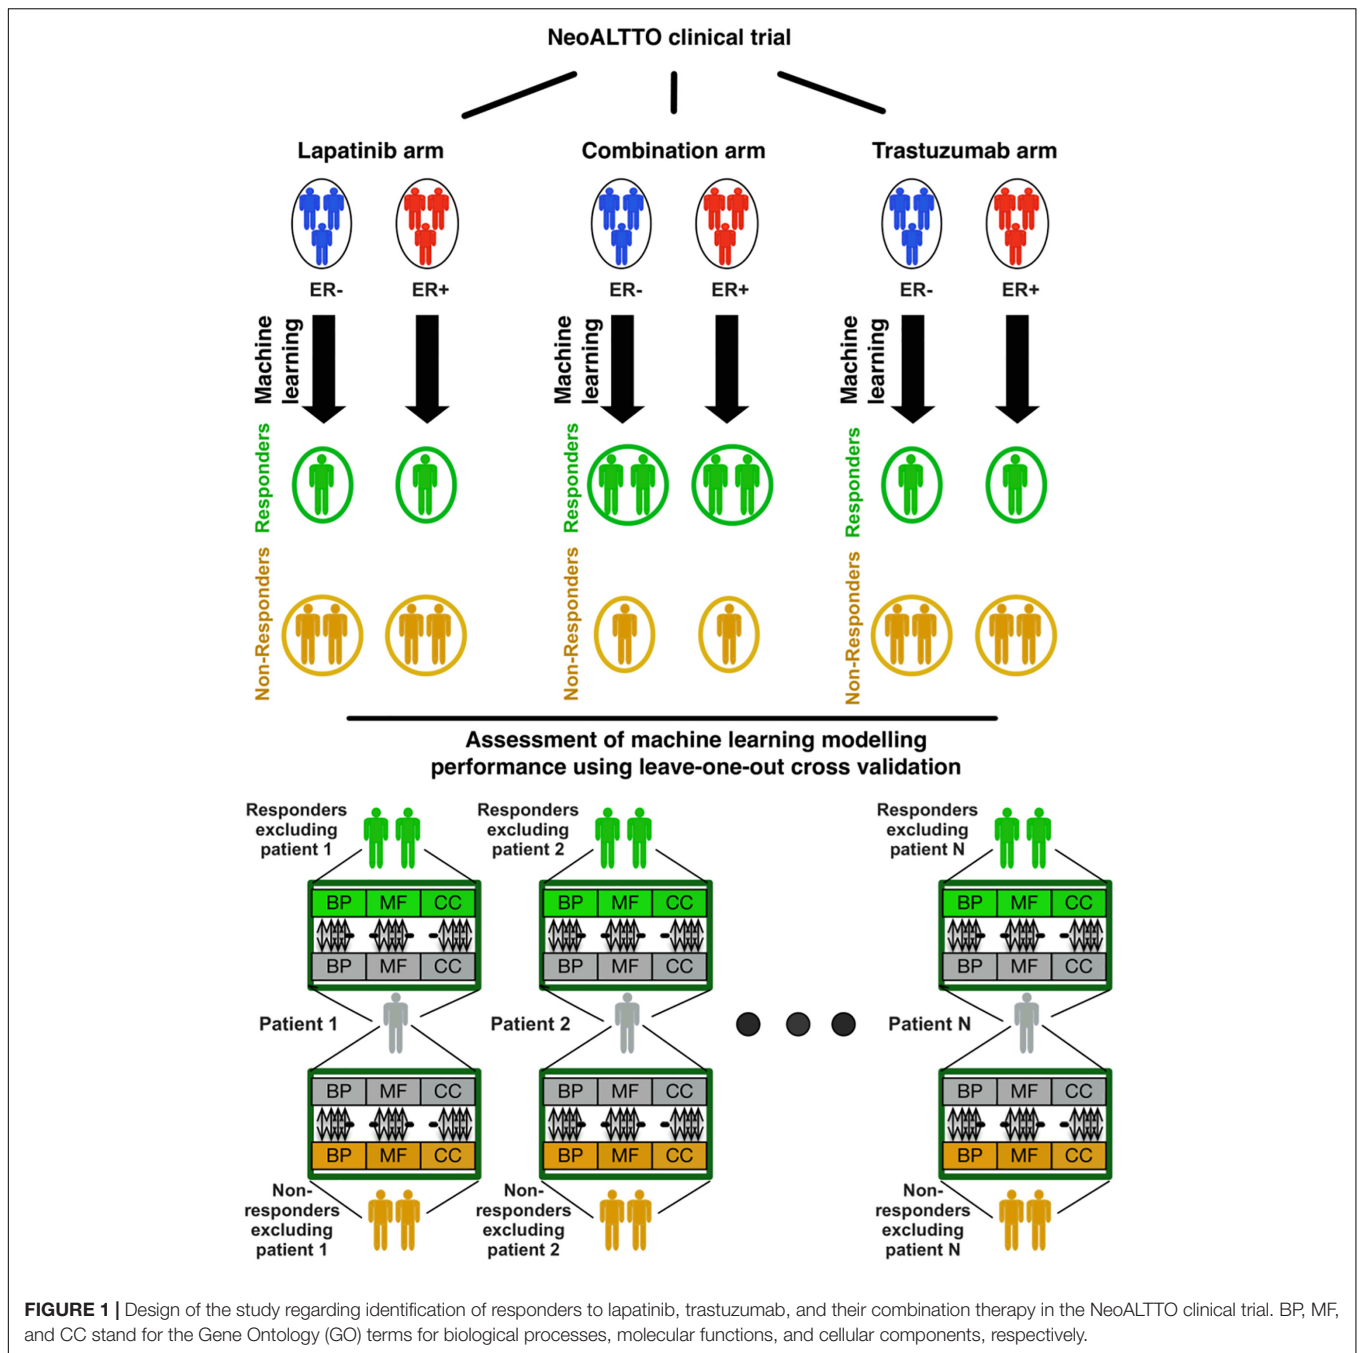 NeoALTTO clinical trial
Lapatinib arm
Combination arm
Trastuzumab arm
ER-
ER+
ER-
ER+
ER-
ER+
Machine
learning
Machine
learning
Machine
learning
Responders
Responders
Responders
Non-Responders
Non-Responders
Non-Responders
Assessment of machine learning modelling
performance using leave-one-out cross validation
Responders
excluding
patient 1
BP MF CC
BP MF CC
Patient 1
BP MF CC
BP MF CC
Non-
responders
excluding
patient 1
Responders
excluding
patient 2
BP MF CC
BP MF CC
Patient 2
BP MF CC
BP MF CC
Non-
responders
excluding
patient 2
Responders
excluding
patient N
BP MF CC
BP MF CC
Patient N
BP MF CC
BP MF CC
Non-
responders
excluding
patient N
FIGURE 1 | Design of the study regarding identification of responders to lapatinib, trastuzumab, and their combination therapy in the NeoALTTO clinical trial. BP, MF,
and CC stand for the Gene Ontology (GO) terms for biological processes, molecular functions, and cellular components, respectively.